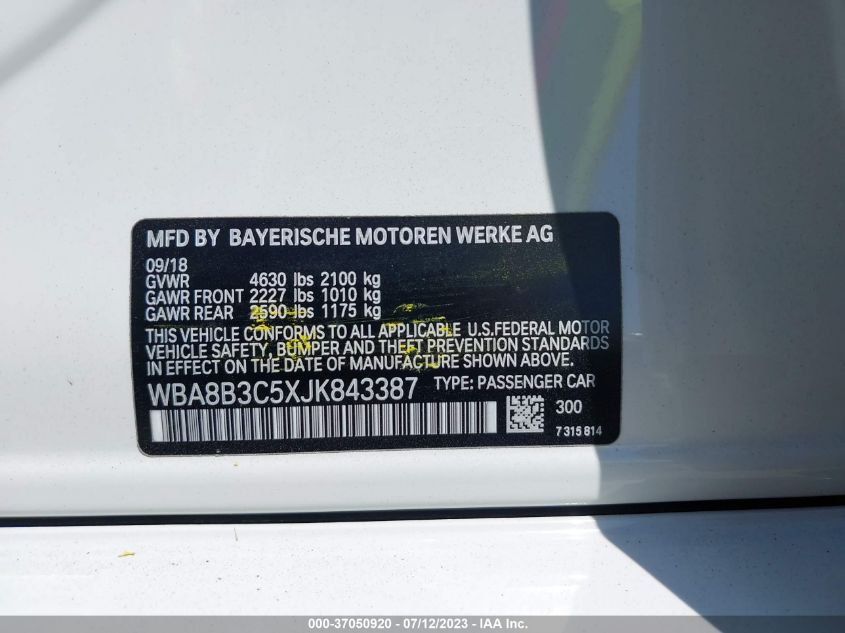 MFD BY BAYERISCHE MOTOREN WERKE AG
09/18
GVWR 4630 lbs 2100 kg
GAWR FRONT 2227 lbs 1010 kg
GAWR REAR 2590 lbs 1175 kg
THIS VEHICLE CONFORMS TO ALL APPLICABLE U.S.FEDERAL MOTOR
VEHICLE SAFETY, BUMPER AND THEFT PREVENTION STANDARDS
IN EFFECT ON THE DATE OF MANUFACTURE SHOWN ABOVE.
WBA8B3C5XJK843387 TYPE: PASSENGER CAR
300
7 315 814
000-37050920 - 07/12/2023 - © IAA Inc.